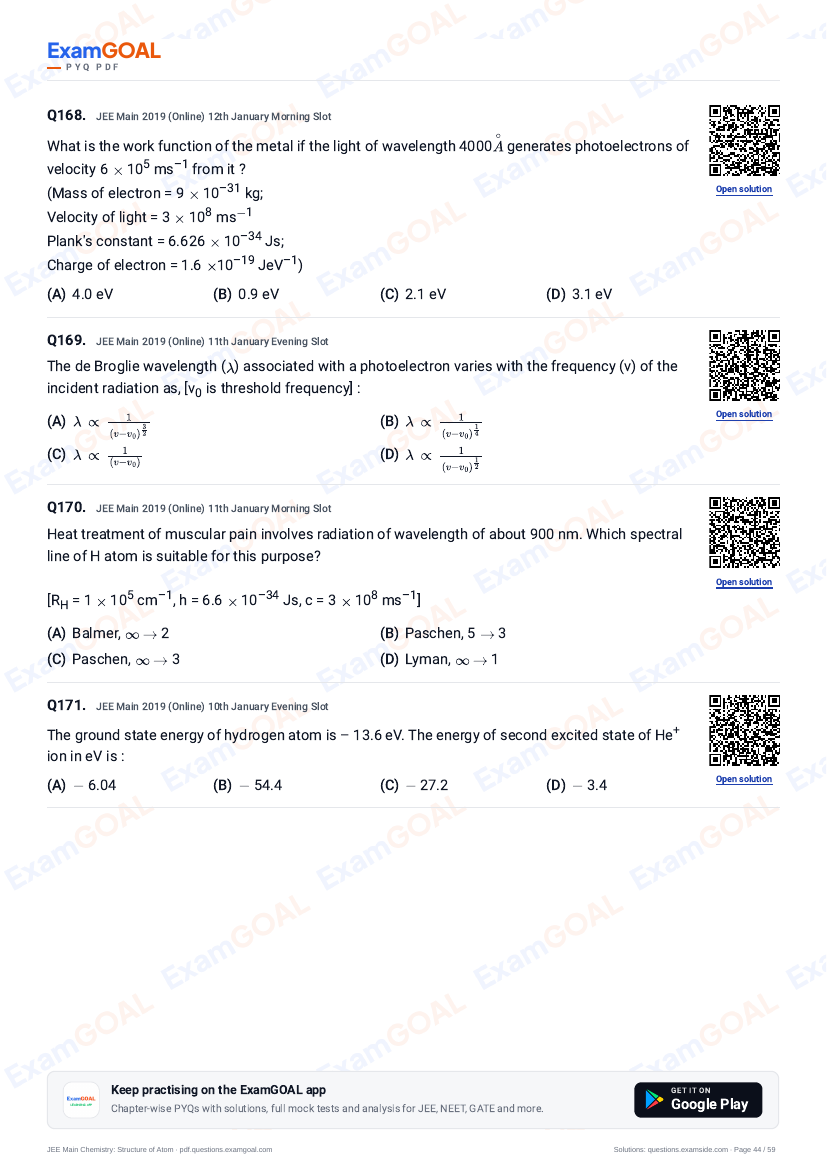 ExamGOAL
PYQ PDF
Q168. JEE Main 2019 (Online) 12th January Morning Slot
What is the work function of the metal if the light of wavelength 4000Å generates photoelectrons of
velocity 6 × 10⁵ ms⁻¹ from it ?
(Mass of electron = 9 × 10⁻³¹ kg;
Velocity of light = 3 × 10⁸ ms⁻¹
Plank's constant = 6.626 × 10⁻³⁴ Js;
Charge of electron = 1.6 ×10⁻¹⁹ JeV⁻¹)
(A) 4.0 eV (B) 0.9 eV (C) 2.1 eV (D) 3.1 eV
Open solution
Q169. JEE Main 2019 (Online) 11th January Evening Slot
The de Broglie wavelength (λ) associated with a photoelectron varies with the frequency (v) of the
incident radiation as, [v₀ is threshold frequency] :
(A) λ ∝ 1/(v−v₀)^(3/2) (B) λ ∝ 1/(v−v₀)^(1/4)
(C) λ ∝ 1/(v−v₀) (D) λ ∝ 1/(v−v₀)^(1/2)
Open solution
Q170. JEE Main 2019 (Online) 11th January Morning Slot
Heat treatment of muscular pain involves radiation of wavelength of about 900 nm. Which spectral
line of H atom is suitable for this purpose?
[R_H = 1 × 10⁵ cm⁻¹, h = 6.6 × 10⁻³⁴ Js, c = 3 × 10⁸ ms⁻¹]
(A) Balmer, ∞ → 2 (B) Paschen, 5 → 3
(C) Paschen, ∞ → 3 (D) Lyman, ∞ → 1
Open solution
Q171. JEE Main 2019 (Online) 10th January Evening Slot
The ground state energy of hydrogen atom is – 13.6 eV. The energy of second excited state of He⁺
ion in eV is :
(A) − 6.04 (B) − 54.4 (C) − 27.2 (D) − 3.4
Open solution
ExamGOAL
Keep practising on the ExamGOAL app
Chapter-wise PYQs with solutions, full mock tests and analysis for JEE, NEET, GATE and more.
GET IT ON
Google Play
JEE Main Chemistry: Structure of Atom · pdf.questions.examgoal.com
Solutions: questions.examside.com · Page 44 / 59